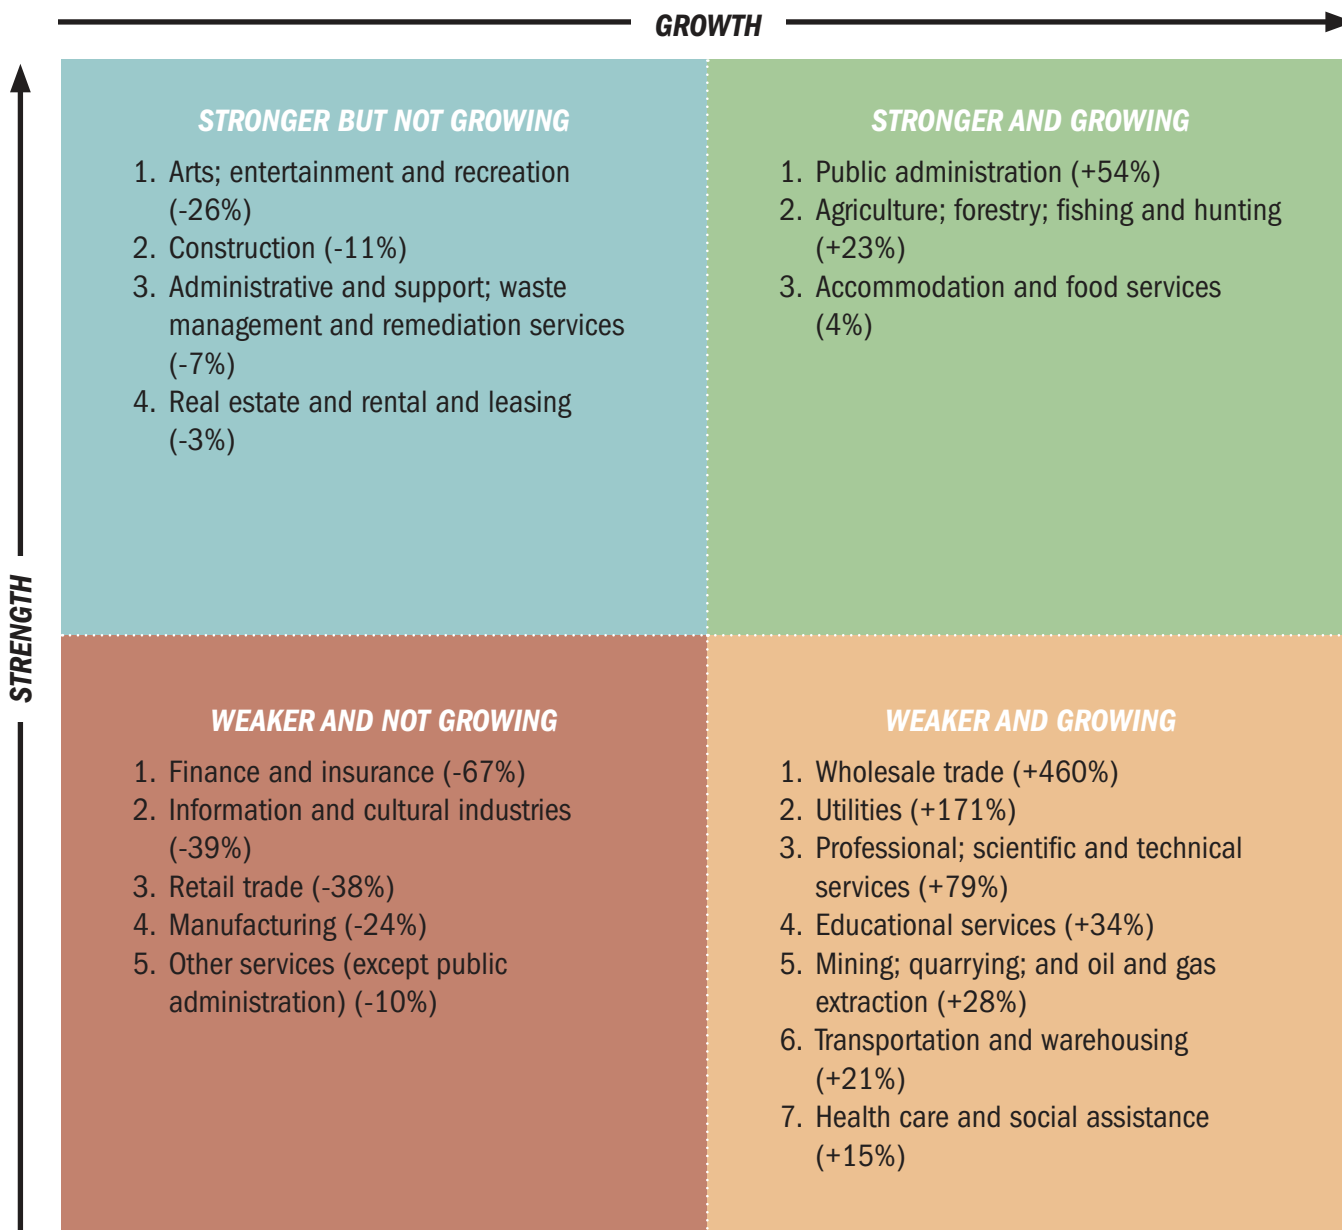 GROWTH
STRENGTH
STRONGER BUT NOT GROWING
1. Arts; entertainment and recreation
(-26%)
2. Construction (-11%)
3. Administrative and support; waste
management and remediation services
(-7%)
4. Real estate and rental and leasing
(-3%)
STRONGER AND GROWING
1. Public administration (+54%)
2. Agriculture; forestry; fishing and hunting
(+23%)
3. Accommodation and food services
(4%)
WEAKER AND NOT GROWING
1. Finance and insurance (-67%)
2. Information and cultural industries
(-39%)
3. Retail trade (-38%)
4. Manufacturing (-24%)
5. Other services (except public
administration) (-10%)
WEAKER AND GROWING
1. Wholesale trade (+460%)
2. Utilities (+171%)
3. Professional; scientific and technical
services (+79%)
4. Educational services (+34%)
5. Mining; quarrying; and oil and gas
extraction (+28%)
6. Transportation and warehousing
(+21%)
7. Health care and social assistance
(+15%)